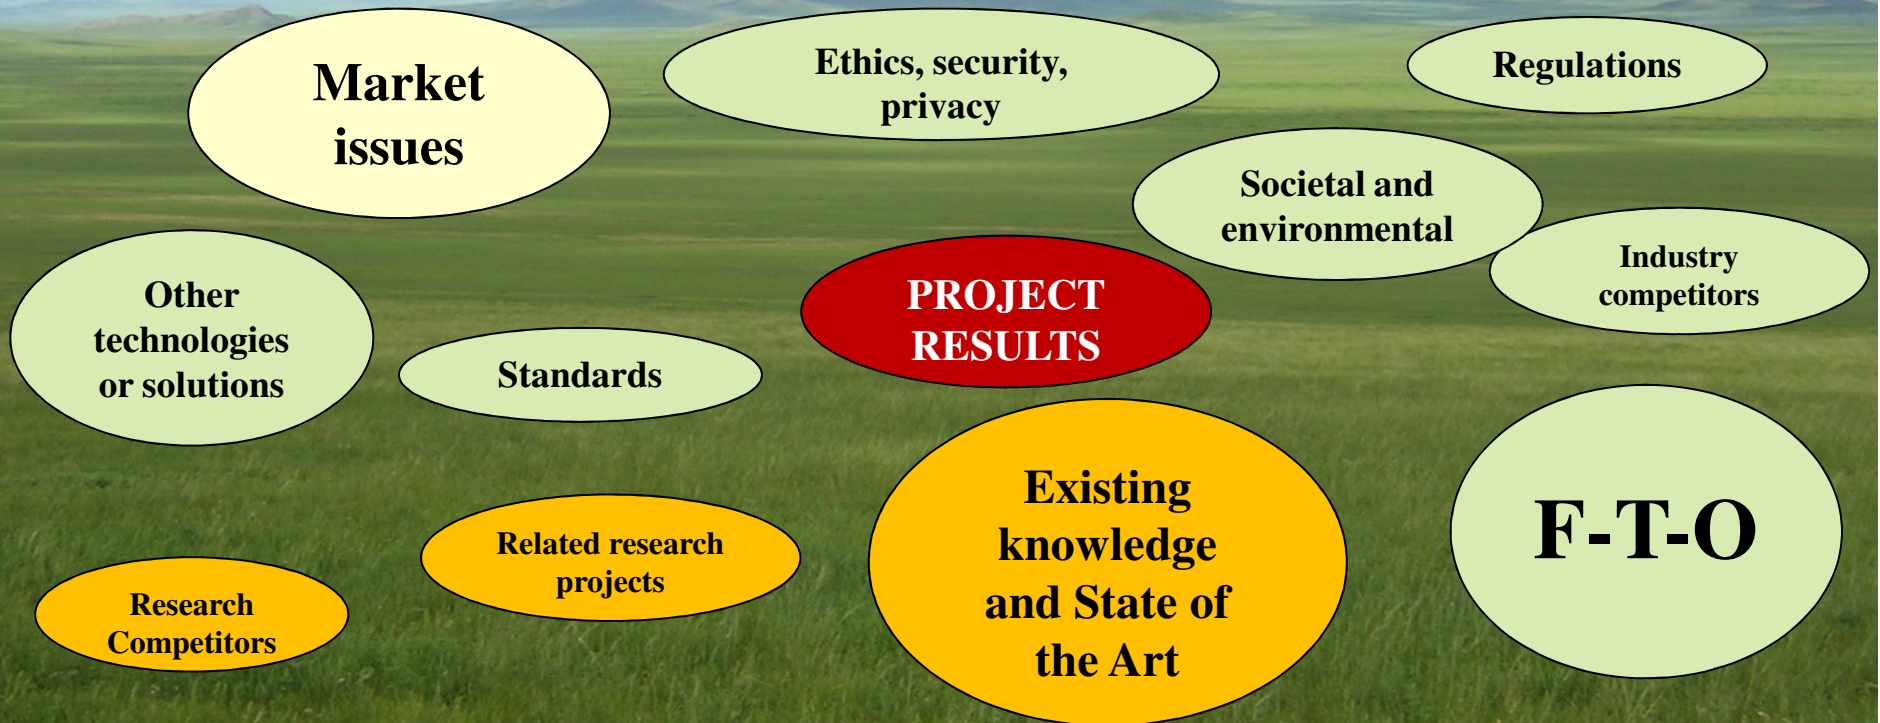 Market
issues
Ethics, security,
privacy
Regulations
Societal and
environmental
Industry
competitors
Other
technologies
or solutions
Standards
PROJECT
RESULTS
Existing
knowledge
and State of
the Art
F-T-O
Related research
projects
Research
Competitors